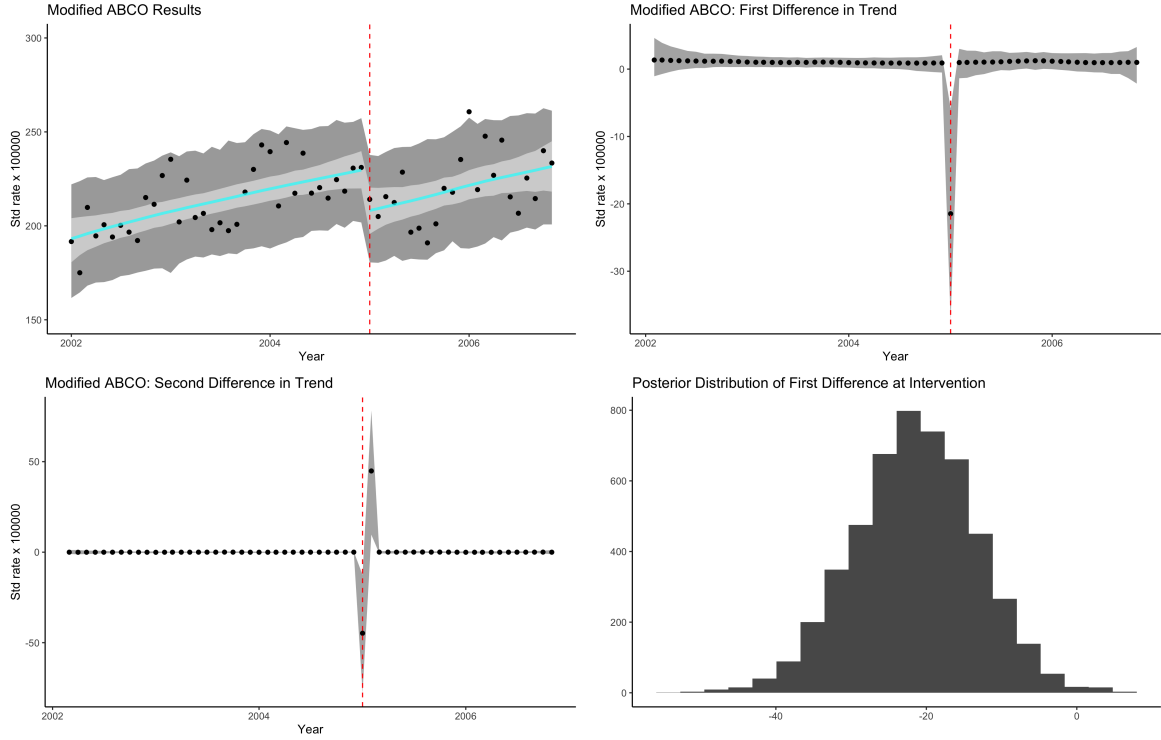 Modified ABCO Results
Std rate x 100000
300
250
200
150
2002
2004
2006
Year
Modified ABCO: First Difference in Trend
Std rate x 100000
0
-10
-20
-30
2002
2004
2006
Year
Modified ABCO: Second Difference in Trend
Std rate x 100000
50
0
-50
2002
2004
2006
Year
Posterior Distribution of First Difference at Intervention
800
600
400
200
0
-40
-20
0